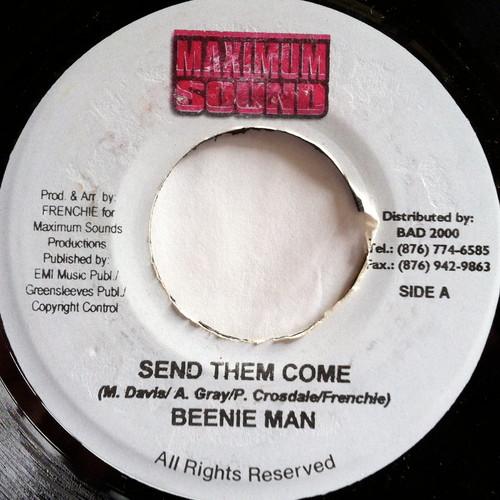 MAXIMUM
SOUND
Prod. & Arr. by:
FRENCHIE for
Maximum Sounds
Productions
Published by:
EMI Music Publ./
Greensleeves Publ./
Copyright Control
Distributed by:
BAD 2000
Tel.: (876) 774-6585
Fax.: (876) 942-9863
SIDE A
SEND THEM COME
(M. Davis/ A. Gray/P. Crosdale/Frenchie)
BEENIE MAN
All Rights Reserved